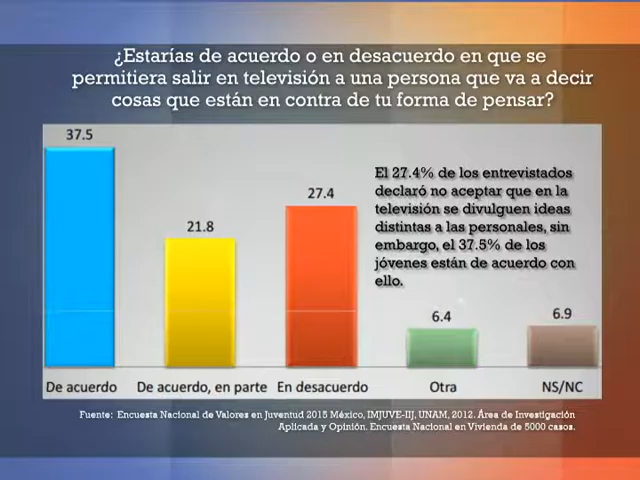 ¿Estarías de acuerdo o en desacuerdo en que se
permitiera salir en televisión a una persona que va a decir
cosas que están en contra de tu forma de pensar?
37.5
21.8
27.4
6.4
6.9
El 27.4% de los entrevistados
declaró no aceptar que en la
televisión se divulguen ideas
distintas a las personales, sin
embargo, el 37.5% de los
jóvenes están de acuerdo con
ello.
De acuerdo
De acuerdo, en parte
En desacuerdo
Otra
NS/NC
Fuente: Encuesta Nacional de Valores en Juventud 2015 México, IMJUVE-IIJ, UNAM, 2012. Área de Investigación
Aplicada y Opinión. Encuesta Nacional en Vivienda de 5000 casos.